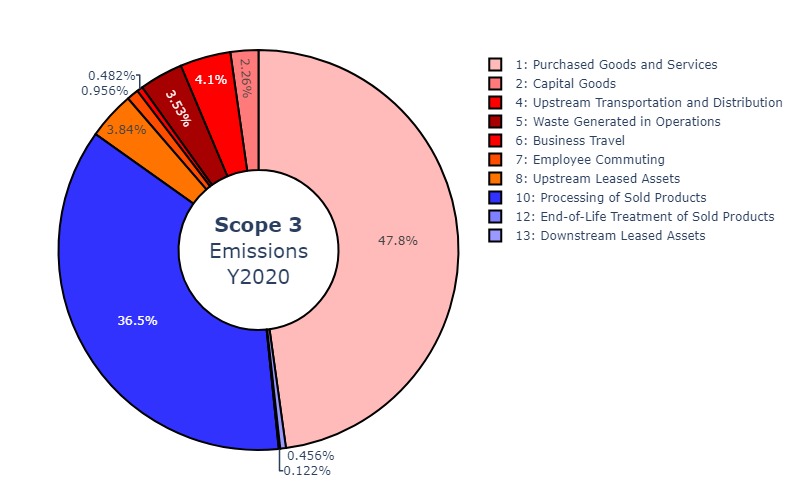 0.482%
0.956%
3.53%
4.1%
2.26%
3.84%
47.8%
36.5%
0.456%
0.122%
Scope 3
Emissions
Y2020
1: Purchased Goods and Services
2: Capital Goods
4: Upstream Transportation and Distribution
5: Waste Generated in Operations
6: Business Travel
7: Employee Commuting
8: Upstream Leased Assets
10: Processing of Sold Products
12: End-of-Life Treatment of Sold Products
13: Downstream Leased Assets